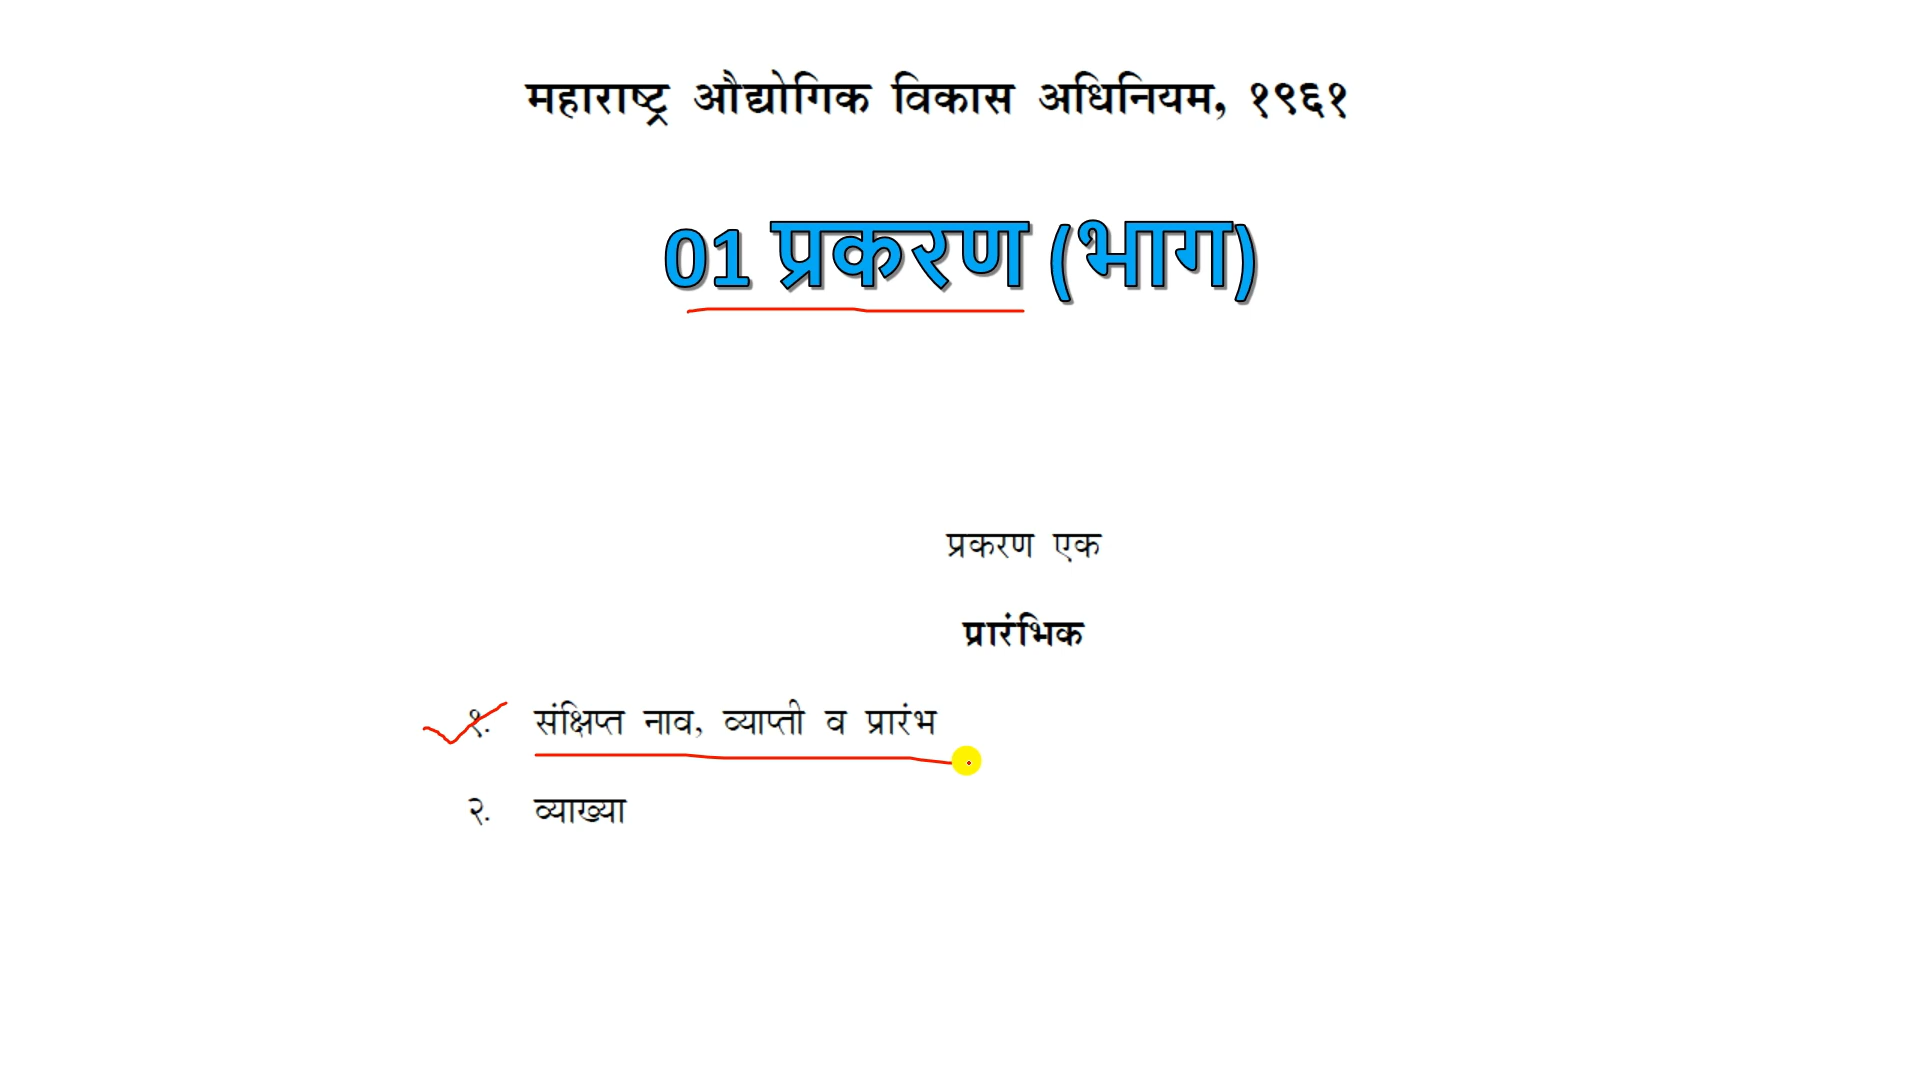 महाराष्ट्र औद्योगिक विकास अधिनियम, १९६१
01 प्रकरण (भाग)
प्रकरण एक
प्रारंभिक
१. संक्षिप्त नाव, व्याप्ती व प्रारंभ
२. व्याख्या